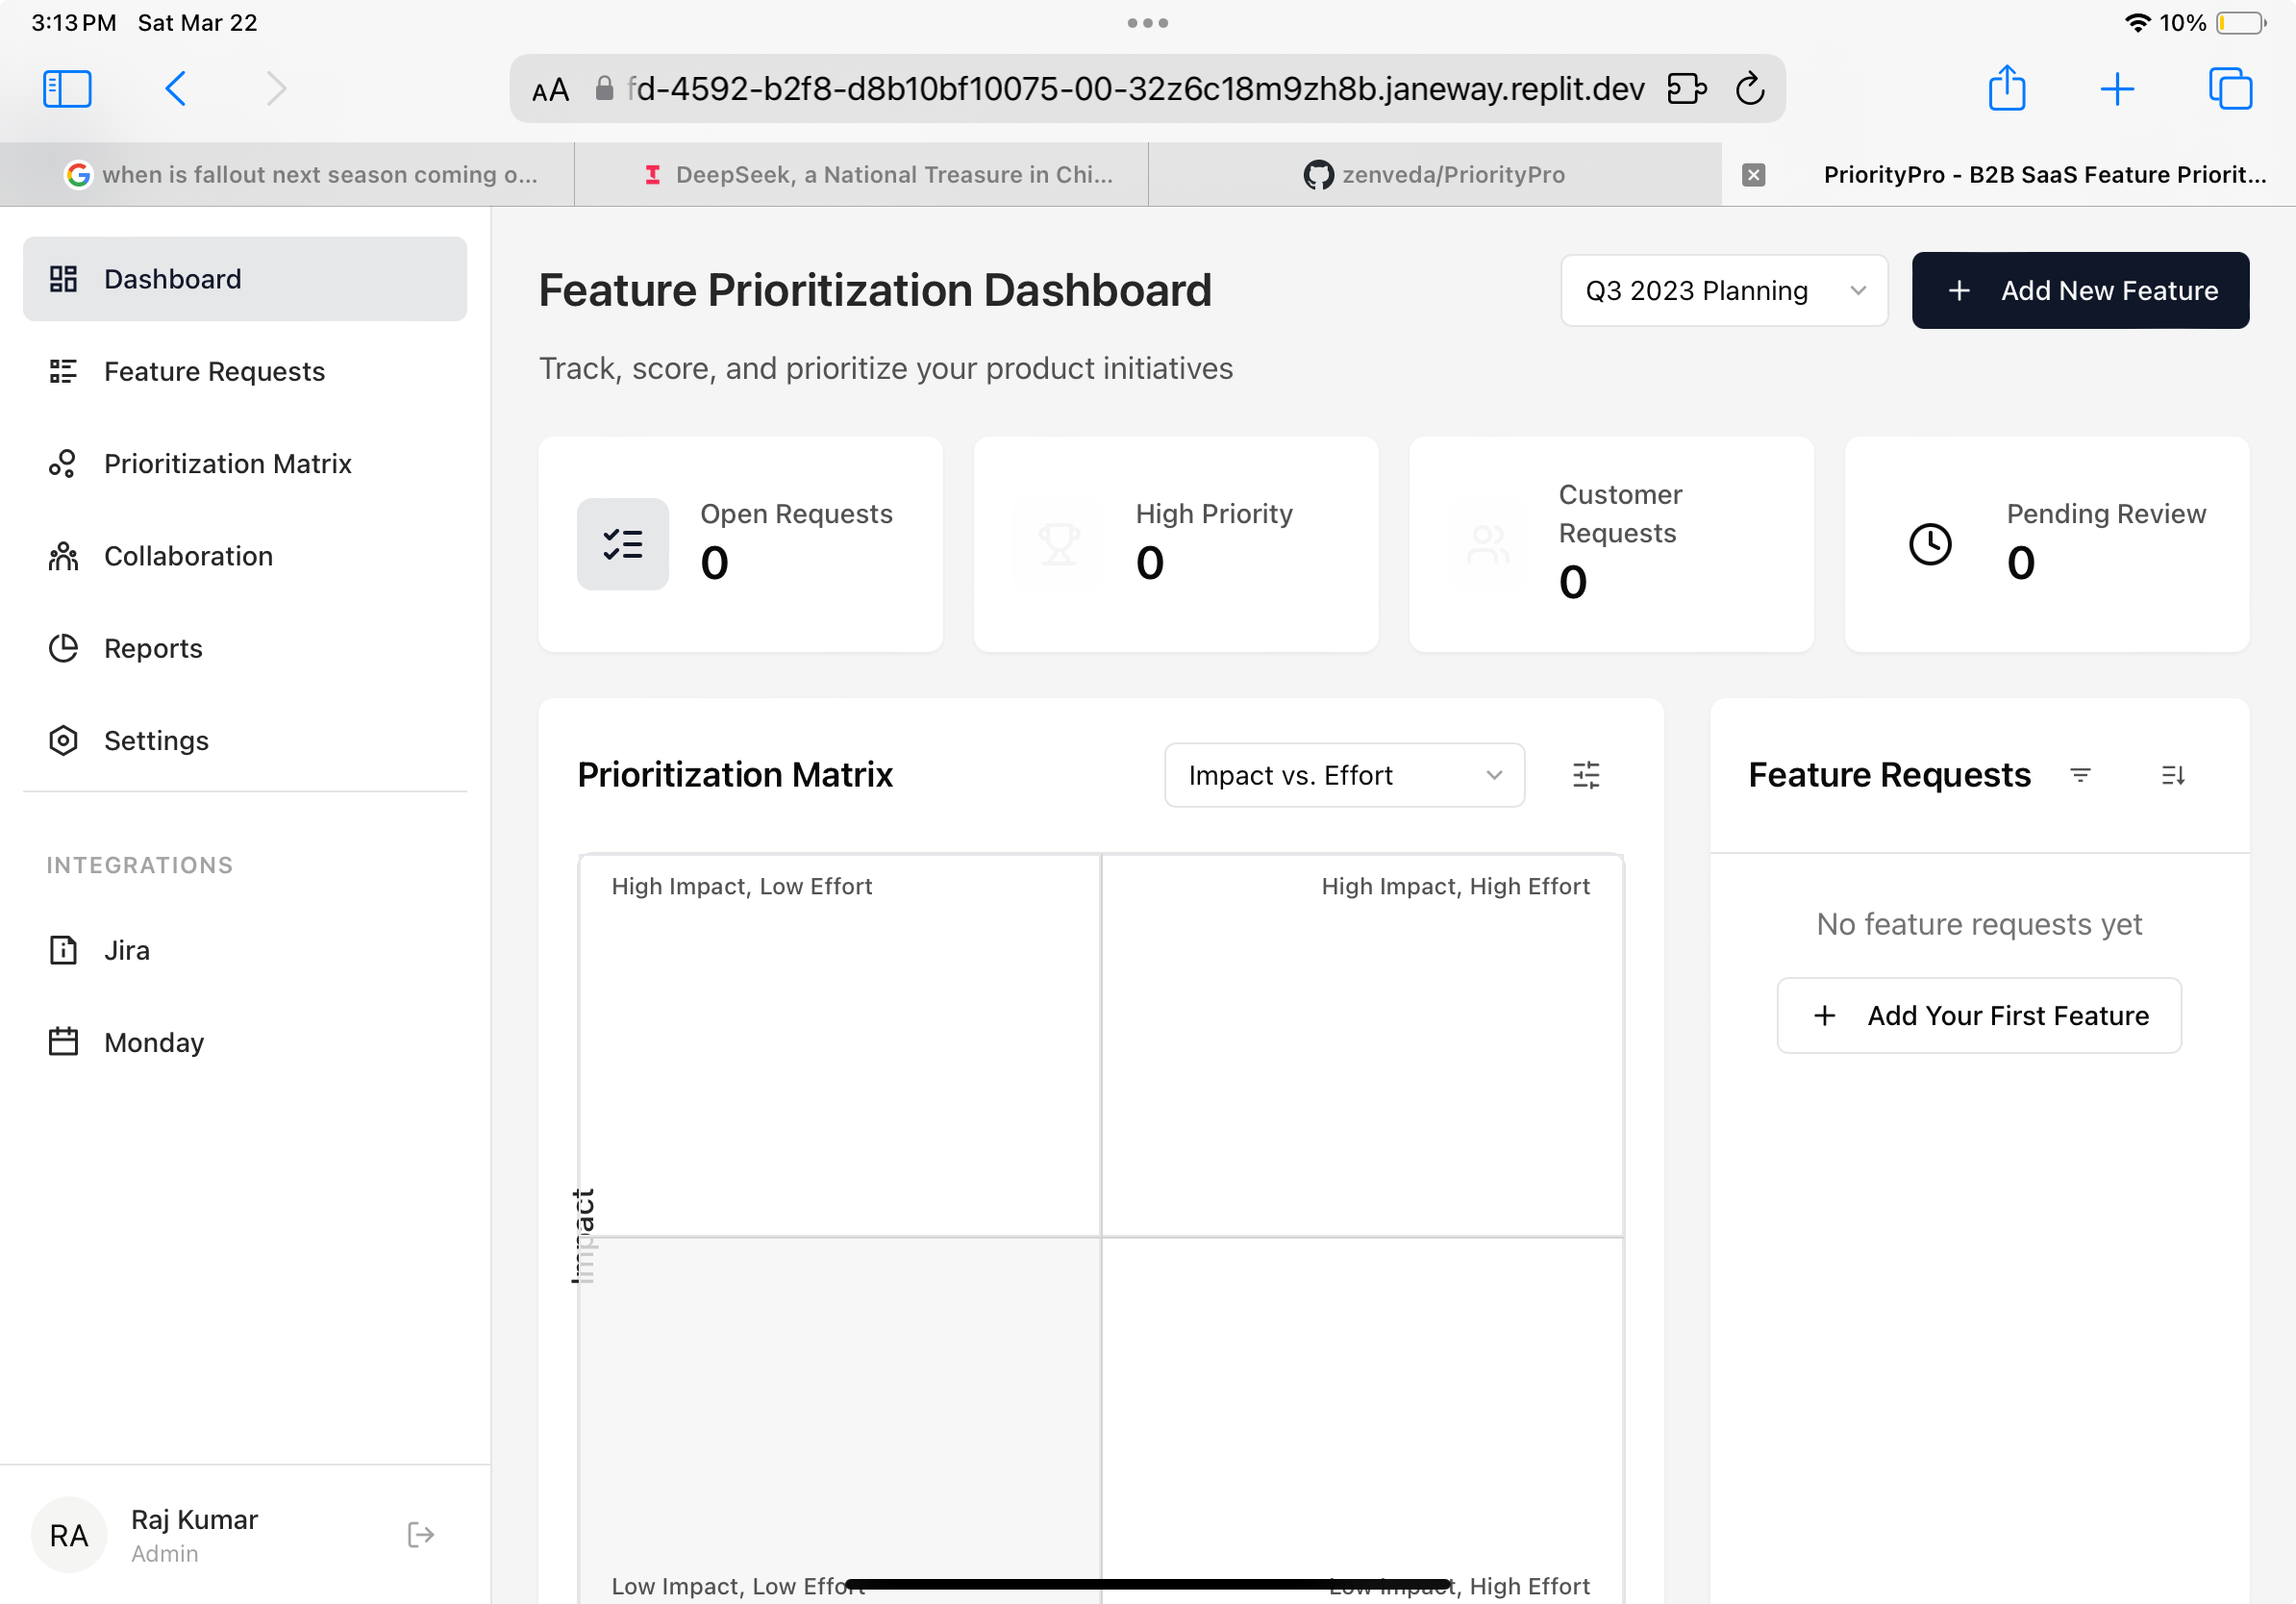 3:13 PM Sat Mar 22
10%
AA fd-4592-b2f8-d8b10bf10075-00-32z6c18m9zh8b.janeway.replit.dev
when is fallout next season coming o...
DeepSeek, a National Treasure in Chi...
zenveda/PriorityPro
PriorityPro - B2B SaaS Feature Priorit...
Dashboard
Feature Requests
Prioritization Matrix
Collaboration
Reports
Settings
INTEGRATIONS
Jira
Monday
RA
Raj Kumar
Admin
Feature Prioritization Dashboard
Q3 2023 Planning
Add New Feature
Track, score, and prioritize your product initiatives
Open Requests
0
High Priority
0
Customer
Requests
0
Pending Review
0
Prioritization Matrix
Impact vs. Effort
High Impact, Low Effort
High Impact, High Effort
Impact
Low Impact, Low Effort
Low Impact, High Effort
Feature Requests
No feature requests yet
Add Your First Feature